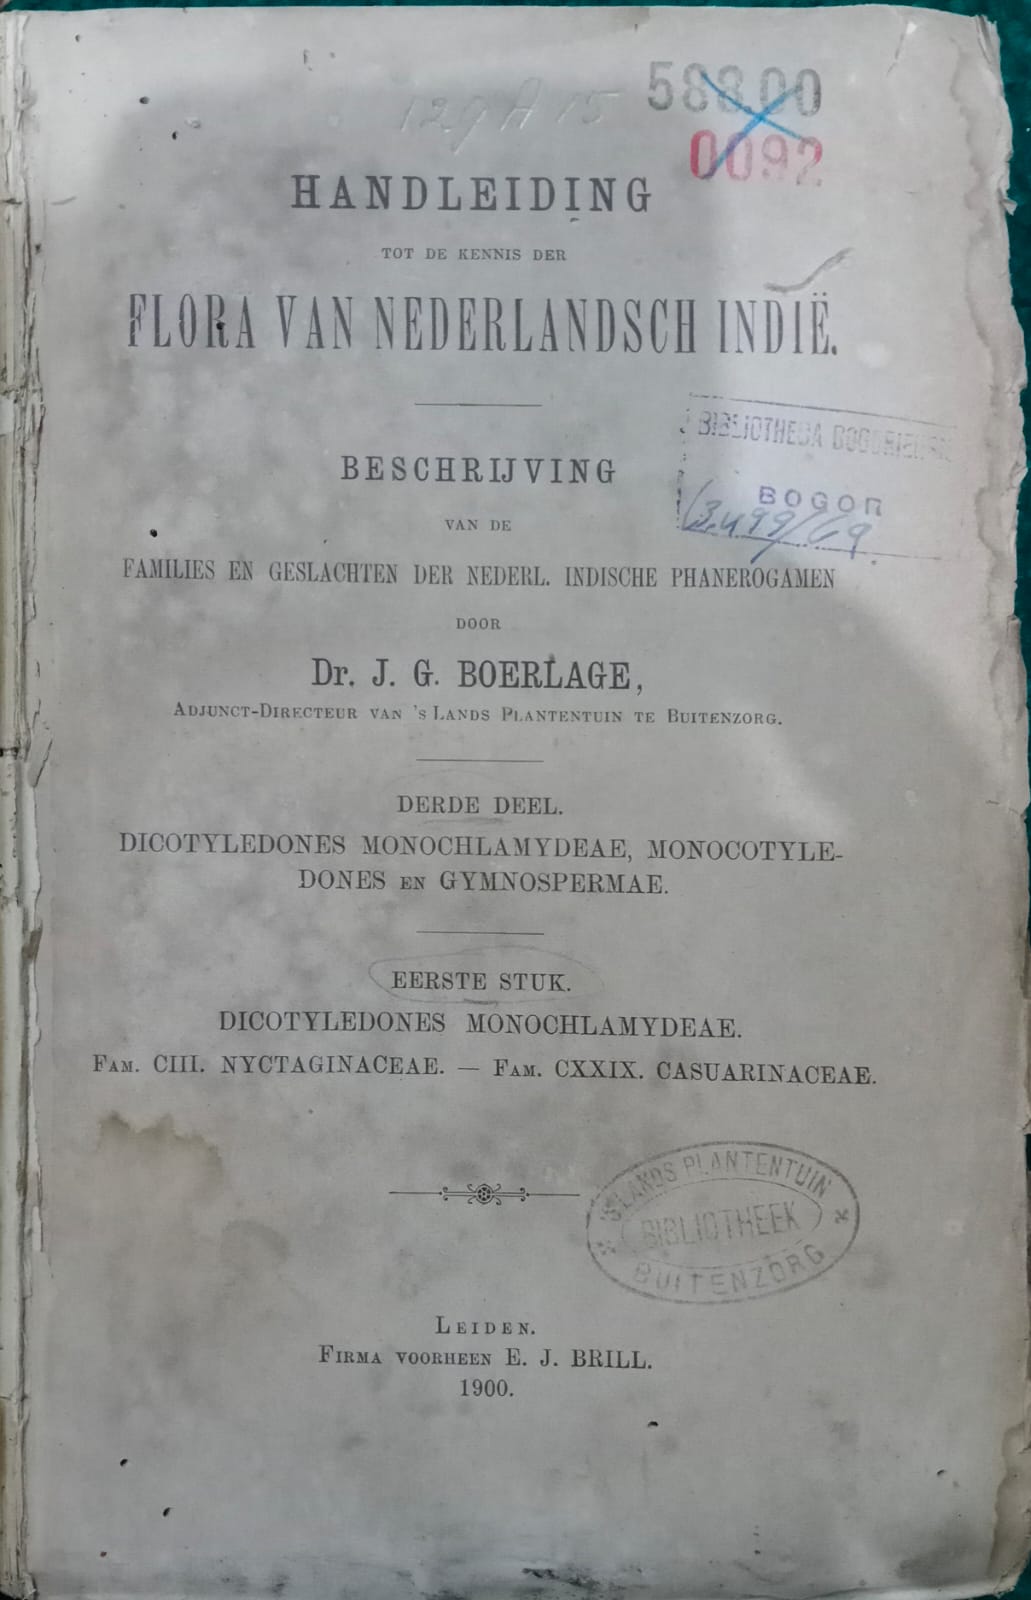 129 A 15
588.00
0092
HANDLEIDING
TOT DE KENNIS DER
FLORA VAN NEDERLANDSCH INDIË.
BIBLIOTHECA BOGORIENSIS
BOGOR
BESCHRIJVING
VAN DE
FAMILIES EN GESLACHTEN DER NEDERL. INDISCHE PHANEROGAMEN
DOOR
Dr. J. G. BOERLAGE,
ADJUNCT-DIRECTEUR VAN 'S LANDS PLANTENTUIN TE BUITENZORG.
DERDE DEEL.
DICOTYLEDONES MONOCHLAMYDEAE, MONOCOTYLE-
DONES EN GYMNOSPERMAE.
EERSTE STUK.
DICOTYLEDONES MONOCHLAMYDEAE.
FAM. CIII. NYCTAGINACEAE. — FAM. CXXIX. CASUARINACEAE.
'S LANDS PLANTENTUIN
BIBLIOTHEEK
BUITENZORG
LEIDEN.
FIRMA VOORHEEN E. J. BRILL.
1900.